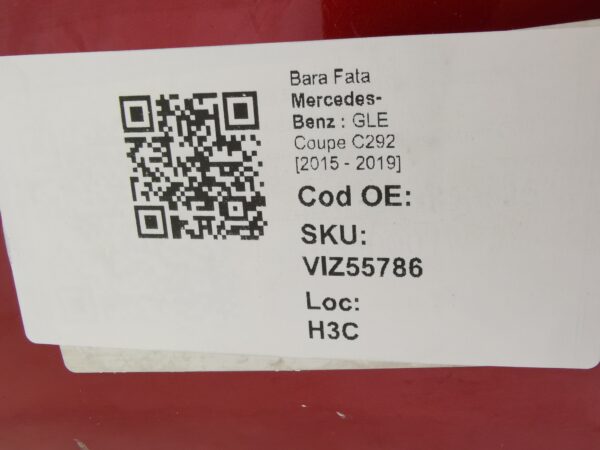 Bara Fata
Mercedes-
Benz : GLE
Coupe C292
[2015 - 2019]
Cod OE:
SKU:
VIZ55786
Loc:
H3C